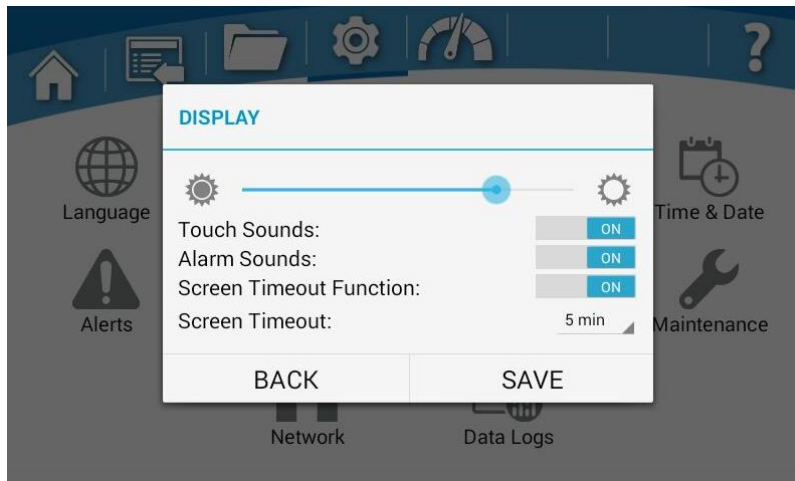 ?
DISPLAY
Language
Time & Date
Touch Sounds: ON
Alarm Sounds: ON
Screen Timeout Function: ON
Screen Timeout: 5 min
Alerts
Maintenance
BACK SAVE
Network Data Logs